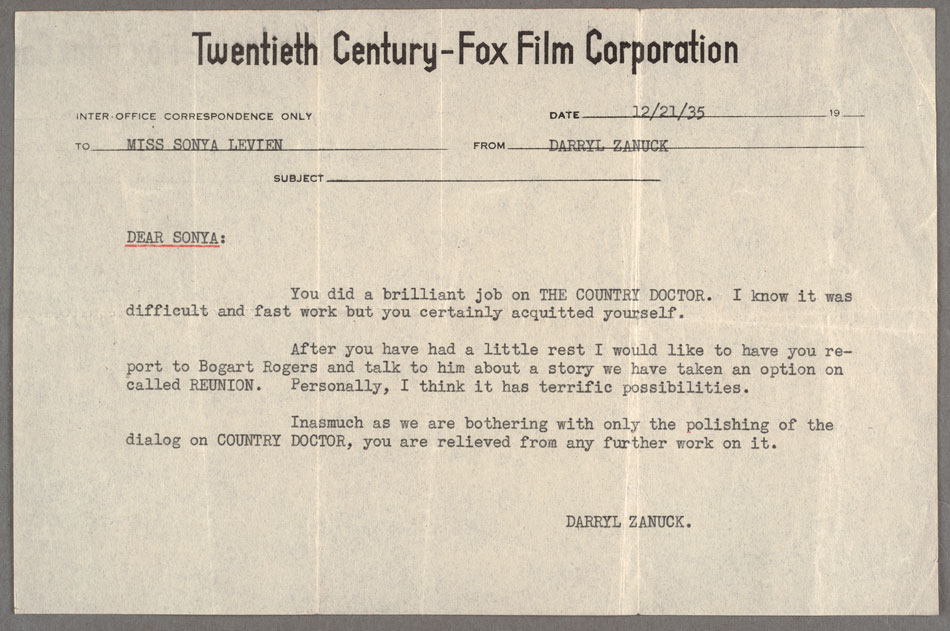 Twentieth Century-Fox Film Corporation
INTER-OFFICE CORRESPONDENCE ONLY
DATE 12/21/35 19
TO MISS SONYA LEVIEN FROM DARRYL ZANUCK
SUBJECT
DEAR SONYA:
You did a brilliant job on THE COUNTRY DOCTOR. I know it was
difficult and fast work but you certainly acquitted yourself.
After you have had a little rest I would like to have you re-
port to Bogart Rogers and talk to him about a story we have taken an option on
called REUNION. Personally, I think it has terrific possibilities.
Inasmuch as we are bothering with only the polishing of the
dialog on COUNTRY DOCTOR, you are relieved from any further work on it.
DARRYL ZANUCK.